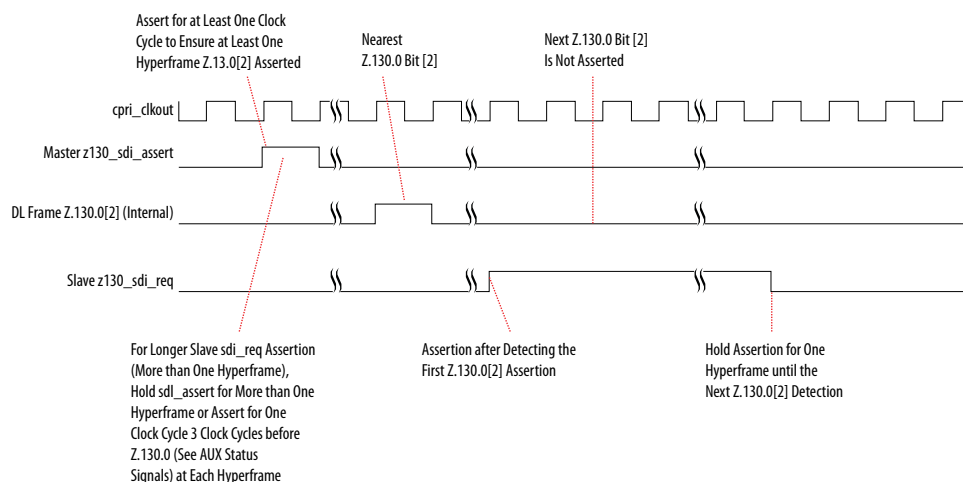 Assert for at Least One Clock
Cycle to Ensure at Least One
Hyperframe Z.13.0[2] Asserted
Nearest
Z.130.0 Bit [2]
Next Z.130.0 Bit [2]
Is Not Asserted
cpri_clkout
Master z130_sdi_assert
DL Frame Z.130.0[2] (Internal)
Slave z130_sdi_req
For Longer Slave sdi_req Assertion
(More than One Hyperframe),
Hold sdl_assert for More than One
Hyperframe or Assert for One
Clock Cycle 3 Clock Cycles before
Z.130.0 (See AUX Status
Signals) at Each Hyperframe
Assertion after Detecting the
First Z.130.0[2] Assertion
Hold Assertion for One
Hyperframe until the
Next Z.130.0[2] Detection